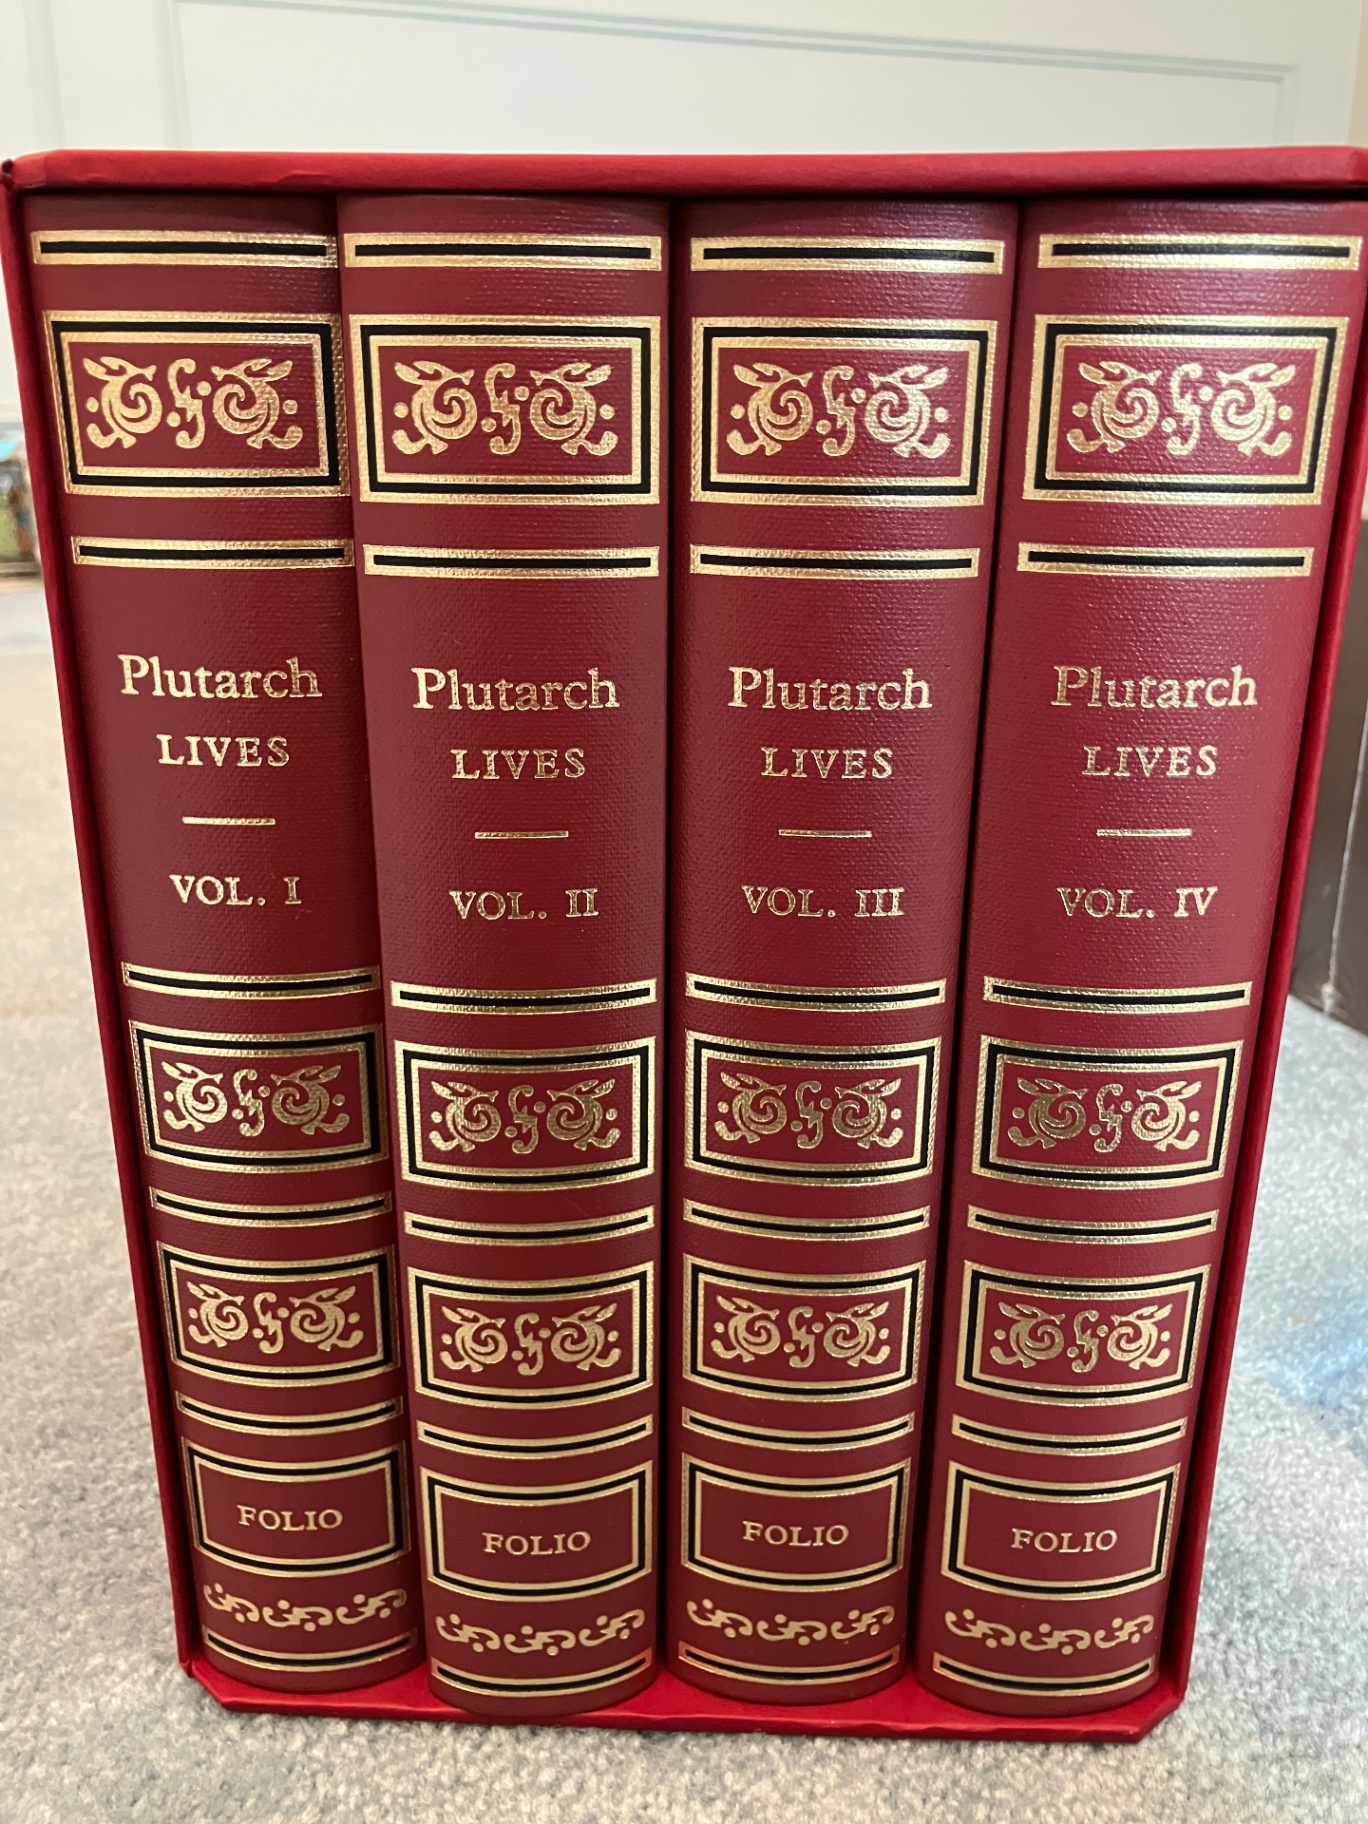 Plutarch
LIVES
VOL. I
FOLIO
Plutarch
LIVES
VOL. II
FOLIO
Plutarch
LIVES
VOL. III
FOLIO
Plutarch
LIVES
VOL. IV
FOLIO